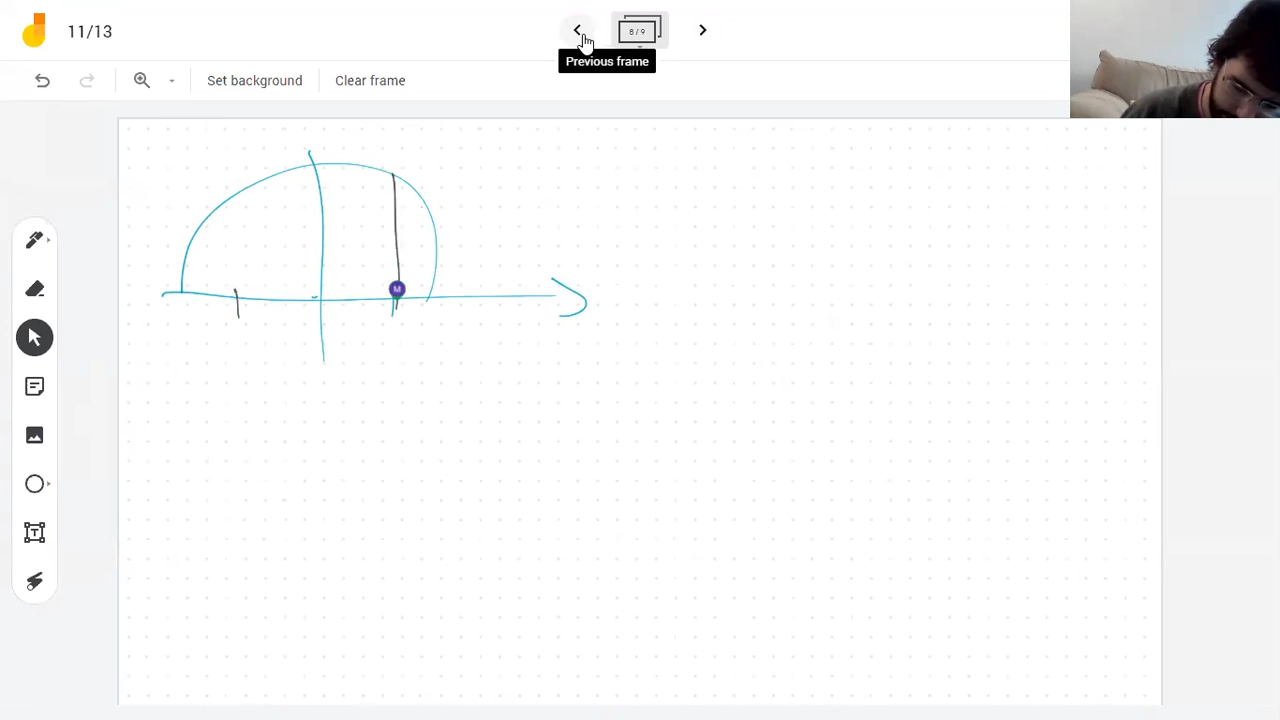 11/13
8 / 9
Previous frame
Set background
Clear frame
M
T